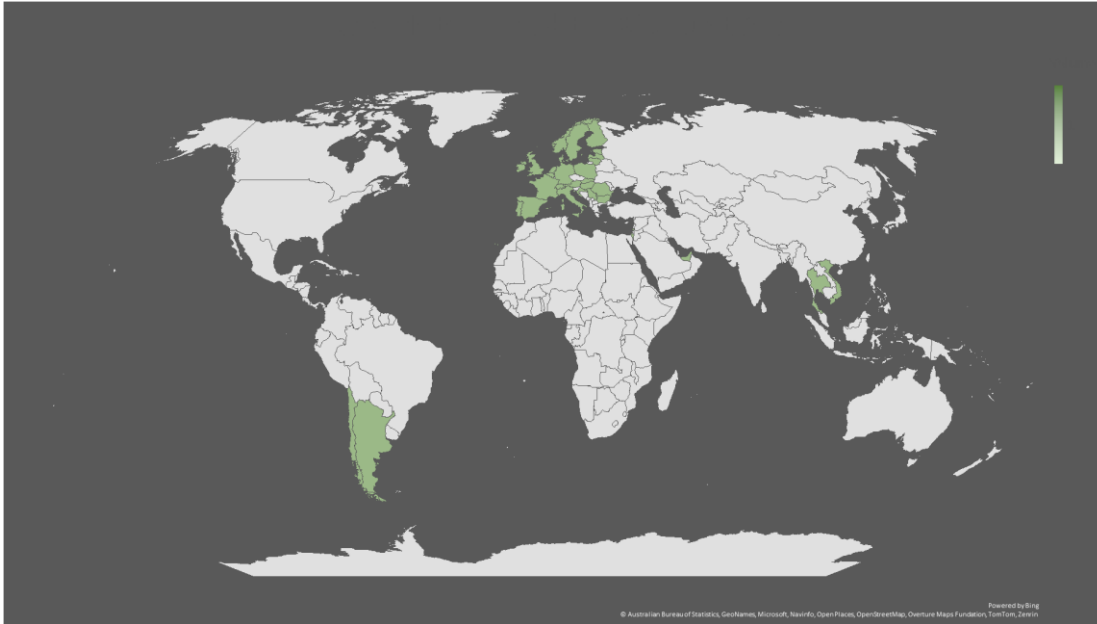 Powered by Bing
© Australian Bureau of Statistics, GeoNames, Microsoft, Navinfo, Open Places, OpenStreetMap, Overture Maps Fundation, TomTom, Zenrin